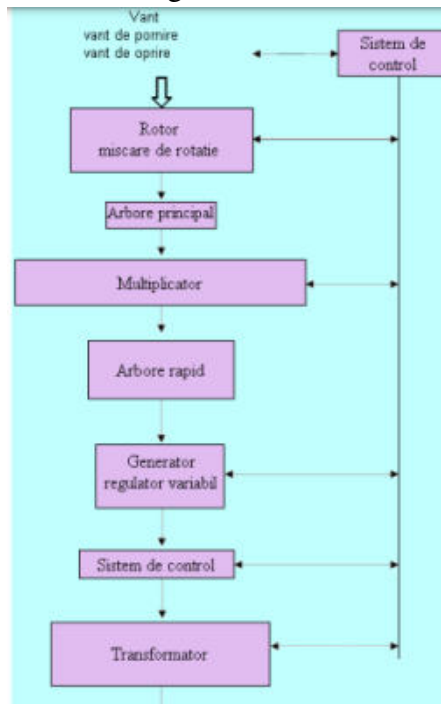 Vant
vant de pornire
vant de oprire
Sistem de
control
Rotor
miscare de rotatie
Arbore principal
Multiplicator
Arbore rapid
Generator
regulator variabil
Sistem de control
Transformator